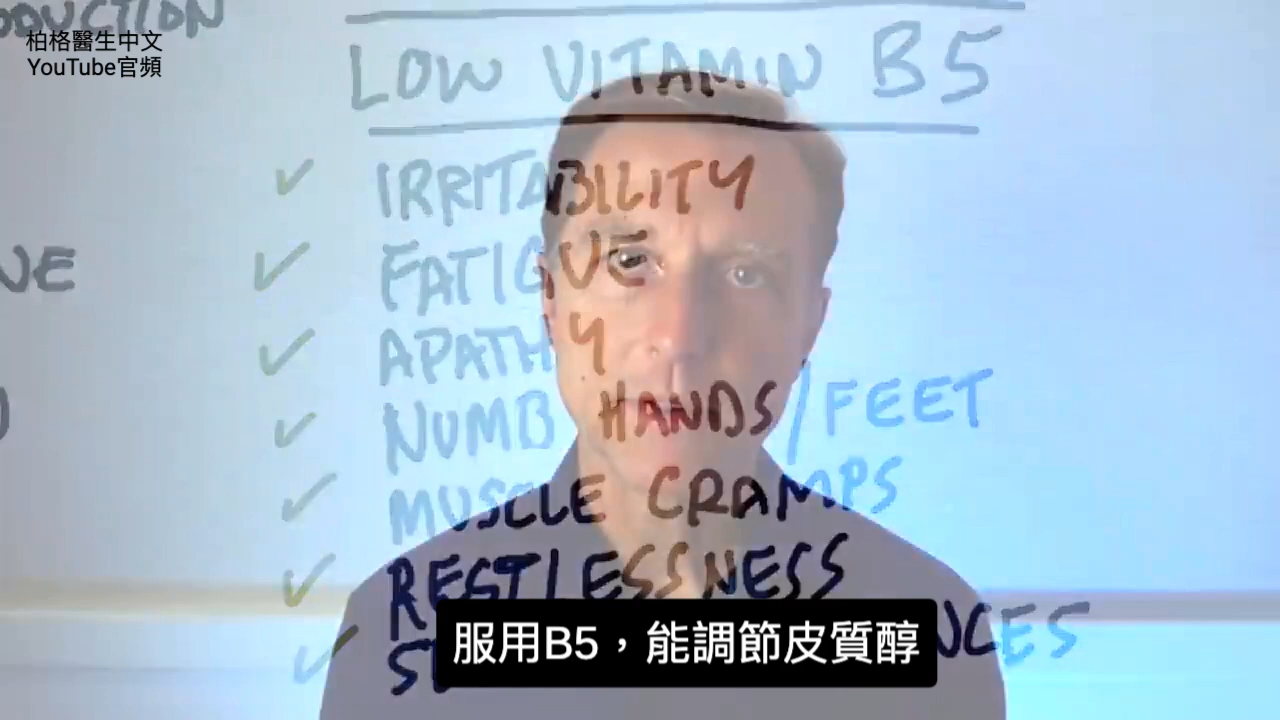 柏格醫生中文
YouTube官頻
LOW VITAMIN B5
✓ IRRITABILITY
✓ FATIGUE
✓ APATHY
✓ NUMB HANDS/FEET
✓ MUSCLE CRAMPS
✓ RESTLESSNESS
服用B5，能調節皮質醇